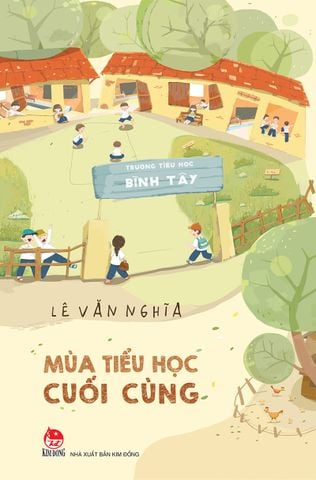 TRƯỜNG TIỂU HỌC
BÌNH TÂY
LÊ VĂN NGHĨA
MÙA TIỂU HỌC
CUỐI CÙNG
KIM ĐỒNG
NHÀ XUẤT BẢN KIM ĐỒNG